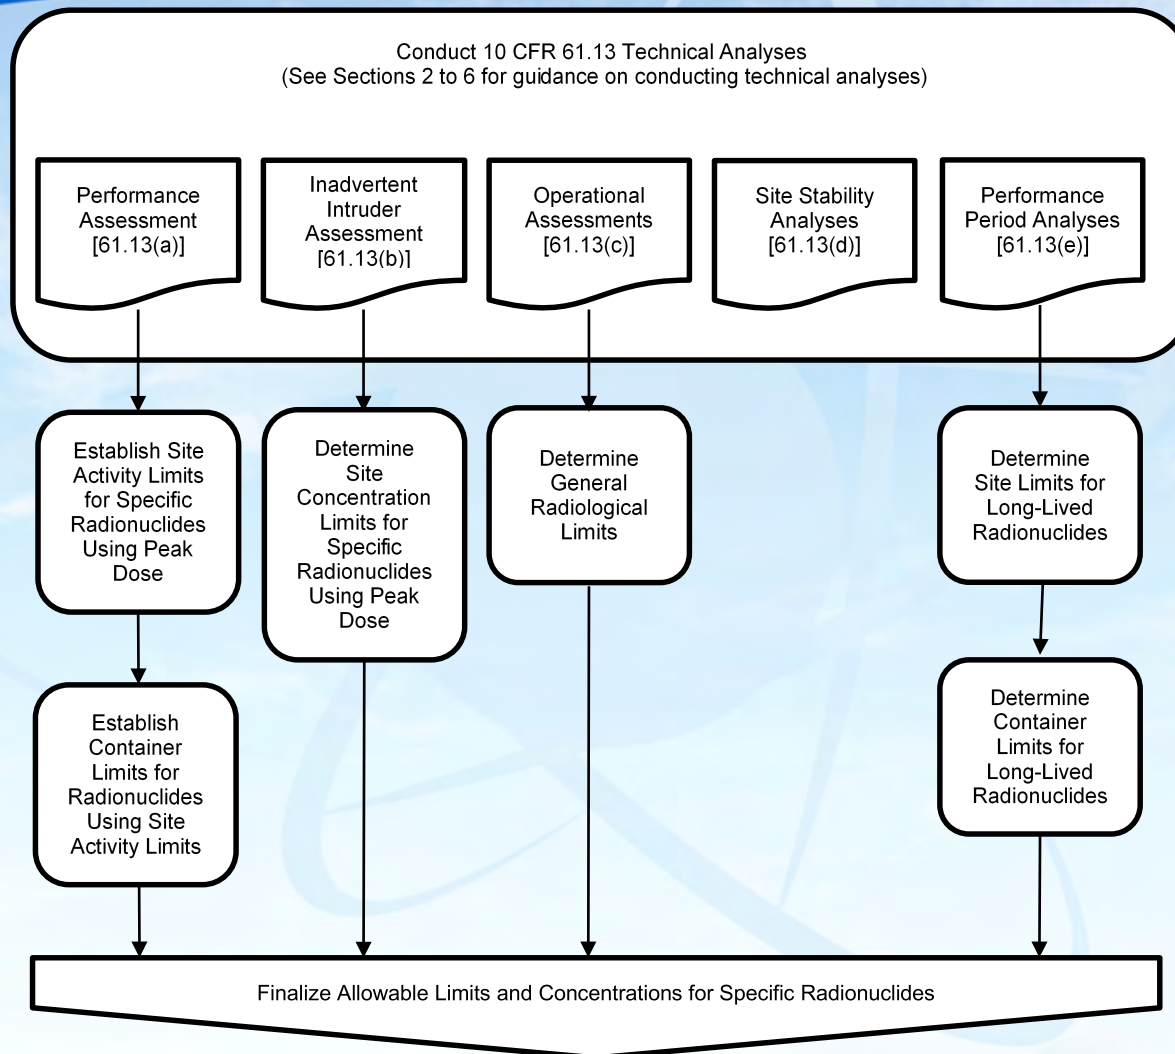 Conduct 10 CFR 61.13 Technical Analyses
(See Sections 2 to 6 for guidance on conducting technical analyses)
Performance
Assessment
[61.13(a)]
Inadvertent
Intruder
Assessment
[61.13(b)]
Operational
Assessments
[61.13(c)]
Site Stability
Analyses
[61.13(d)]
Performance
Period Analyses
[61.13(e)]
Establish Site
Activity Limits
for Specific
Radionuclides
Using Peak
Dose
Determine
Site
Concentration
Limits for
Specific
Radionuclides
Using Peak
Dose
Determine
General
Radiological
Limits
Determine
Site Limits for
Long-Lived
Radionuclides
Establish
Container
Limits for
Radionuclides
Using Site
Activity Limits
Determine
Container
Limits for
Long-Lived
Radionuclides
Finalize Allowable Limits and Concentrations for Specific Radionuclides